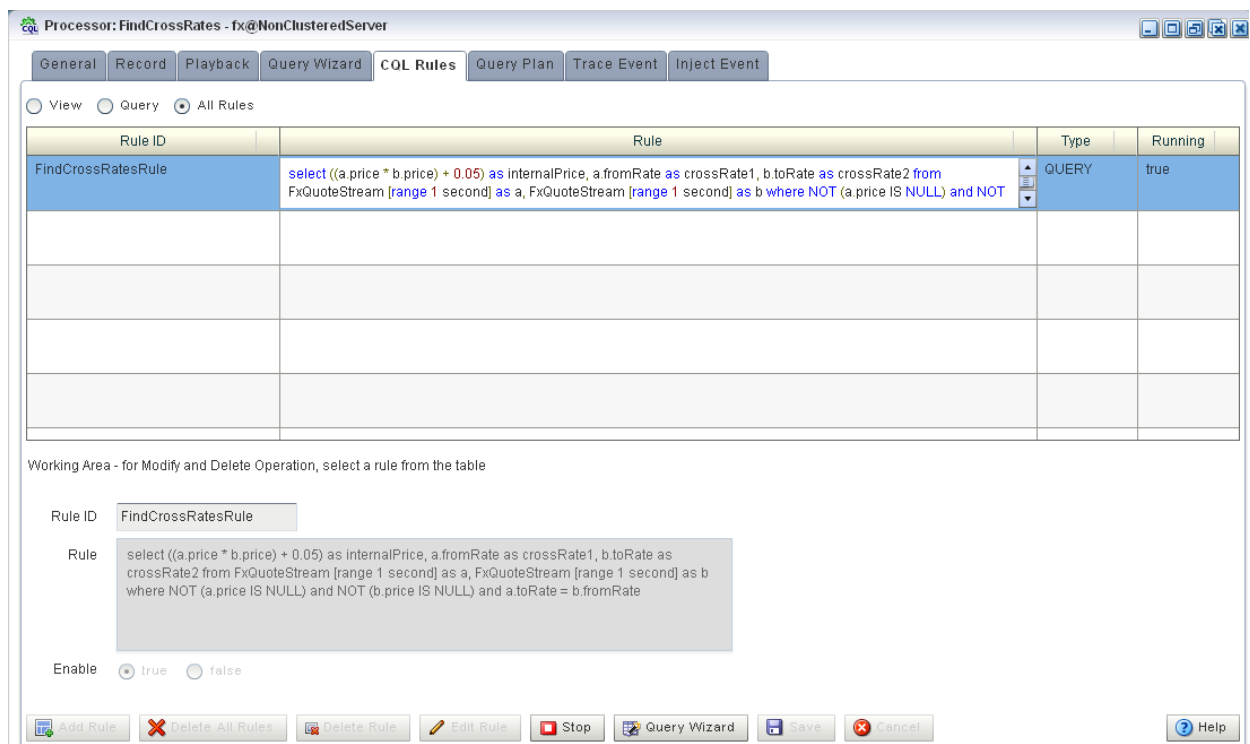 CQL Processor: FindCrossRates - fx@NonClusteredServer
General Record Playback Query Wizard CQL Rules Query Plan Trace Event Inject Event
View Query All Rules
Rule ID Rule Type Running
FindCrossRatesRule select ((a.price * b.price) + 0.05) as internalPrice, a.fromRate as crossRate1, b.toRate as crossRate2 from QUERY true
FxQuoteStream [range 1 second] as a, FxQuoteStream [range 1 second] as b where NOT (a.price IS NULL) and NOT
Working Area - for Modify and Delete Operation, select a rule from the table
Rule ID FindCrossRatesRule
Rule select ((a.price * b.price) + 0.05) as internalPrice, a.fromRate as crossRate1, b.toRate as
crossRate2 from FxQuoteStream [range 1 second] as a, FxQuoteStream [range 1 second] as b
where NOT (a.price IS NULL) and NOT (b.price IS NULL) and a.toRate = b.fromRate
Enable true false
Add Rule Delete All Rules Delete Rule Edit Rule Stop Query Wizard Save Cancel Help